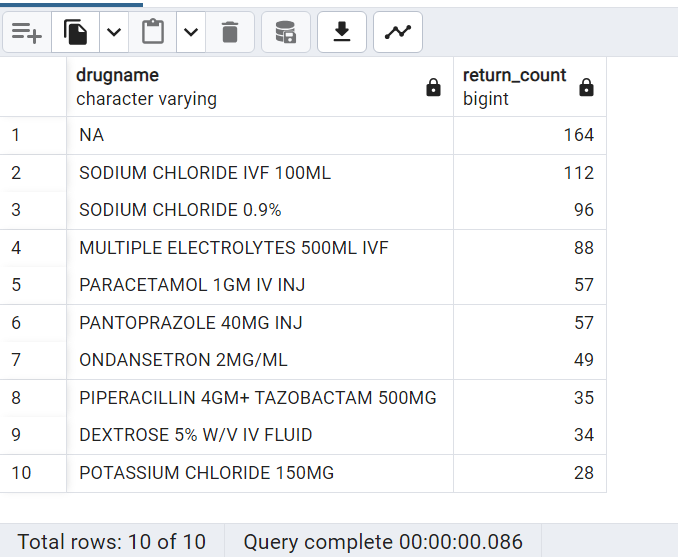 drugname return_count
character varying bigint
1 NA 164
2 SODIUM CHLORIDE IVF 100ML 112
3 SODIUM CHLORIDE 0.9% 96
4 MULTIPLE ELECTROLYTES 500ML IVF 88
5 PARACETAMOL 1GM IV INJ 57
6 PANTOPRAZOLE 40MG INJ 57
7 ONDANSETRON 2MG/ML 49
8 PIPERACILLIN 4GM+ TAZOBACTAM 500MG 35
9 DEXTROSE 5% W/V IV FLUID 34
10 POTASSIUM CHLORIDE 150MG 28
Total rows: 10 of 10 Query complete 00:00:00.086